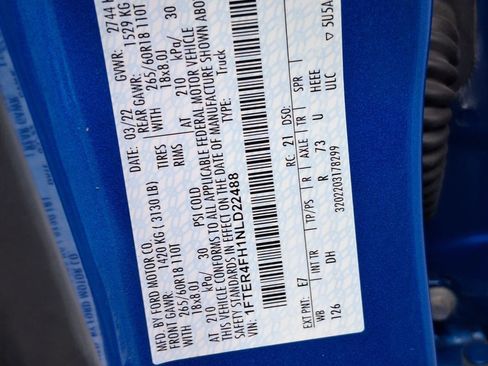 MFD. BY FORD MOTOR CO.
DATE: 03/22 GVWR: 2744 K
FRONT GAWR: 1420 KG ( 3130 LB) REAR GAWR: 1529 KG
WITH 265/60R18 110T TIRES WITH 265/60R18 110T
18x8.0J RIMS 18x8.0J
AT 210 kPa/ 30 PSI COLD AT 210 kPa/ 30
THIS VEHICLE CONFORMS TO ALL APPLICABLE FEDERAL MOTOR VEHICLE
SAFETY STANDARDS IN EFFECT ON THE DATE OF MANUFACTURE SHOWN ABOVE
VIN: 1FTER4FH1NLD22488 TYPE: Truck
EXT PNT: E7 RC: 21 DSO:
WB INT TR TP/PS R AXLE TR SPR
126 DH R 73 U HEEE
3202203178299 ULC
5U5A